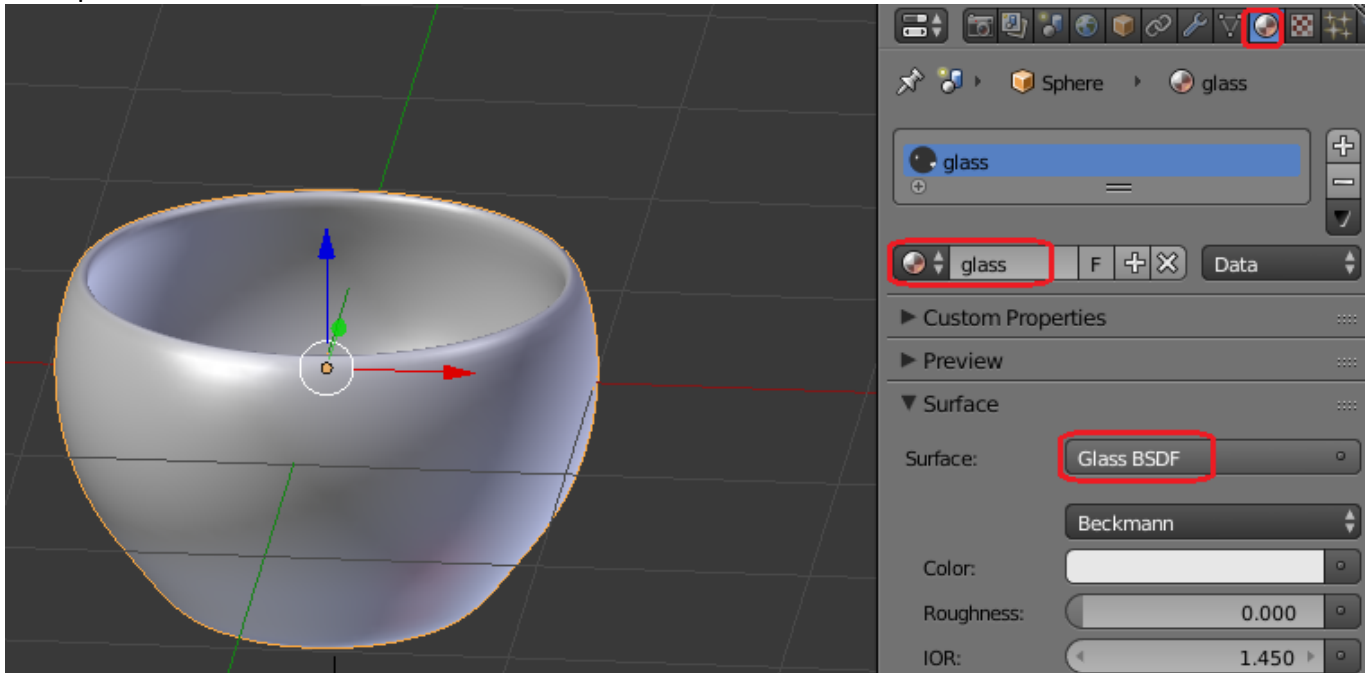 Sphere glass
glass
glass F Data
Custom Properties
Preview
Surface
Surface: Glass BSDF
Beckmann
Color:
Roughness: 0.000
IOR: 1.450